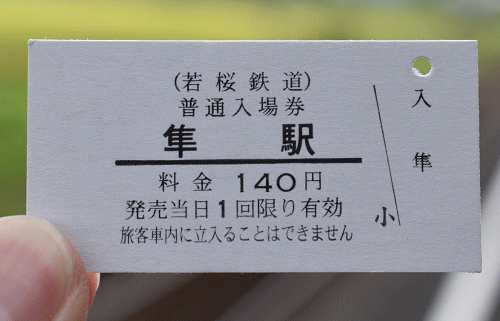 (若桜鉄道)
普通入場券
隼駅
料金 140円
発売当日1回限り有効
旅客車内に立入ることはできません
小
入
隼